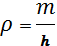 ρ = m/h